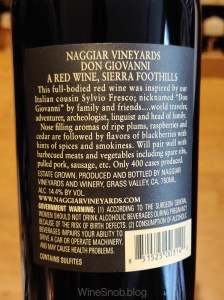 NAGGIAR VINEYARDS
DON GIOVANNI
A RED WINE, SIERRA FOOTHILLS
This full-bodied red wine was inspired by our
Italian cousin Sylvio Fresco; nicknamed "Don
Giovanni" by family and friends....world traveler,
adventurer, archeologist, linguist and head of family.
Nose filling aromas of ripe plums, raspberries and
cedar are followed by flavors of blackberries with
hints of spices and smokiness. Will pair well with
barbecued meats and vegetables including spare ribs,
pulled pork, sausage, etc. Only 400 cases produced.
ESTATE GROWN, PRODUCED AND BOTTLED BY NAGGIAR
VINEYARDS AND WINERY, GRASS VALLEY, CA, 750ML.
ALC. 14.4% BY VOL.
WWW.NAGGIARVINEYARDS.COM
GOVERNMENT WARNING: (1) ACCORDING TO THE SURGEON GENERAL
WOMEN SHOULD NOT DRINK ALCOHOLIC BEVERAGES DURING PREGNANCY
BECAUSE OF THE RISK OF BIRTH DEFECTS. (2) CONSUMPTION OF ALCOHOLIC
BEVERAGES IMPAIRS YOUR ABILITY TO
DRIVE A CAR OR OPERATE MACHINERY,
AND MAY CAUSE HEALTH PROBLEMS.
CONTAINS SULFITES
WineSnob.blog